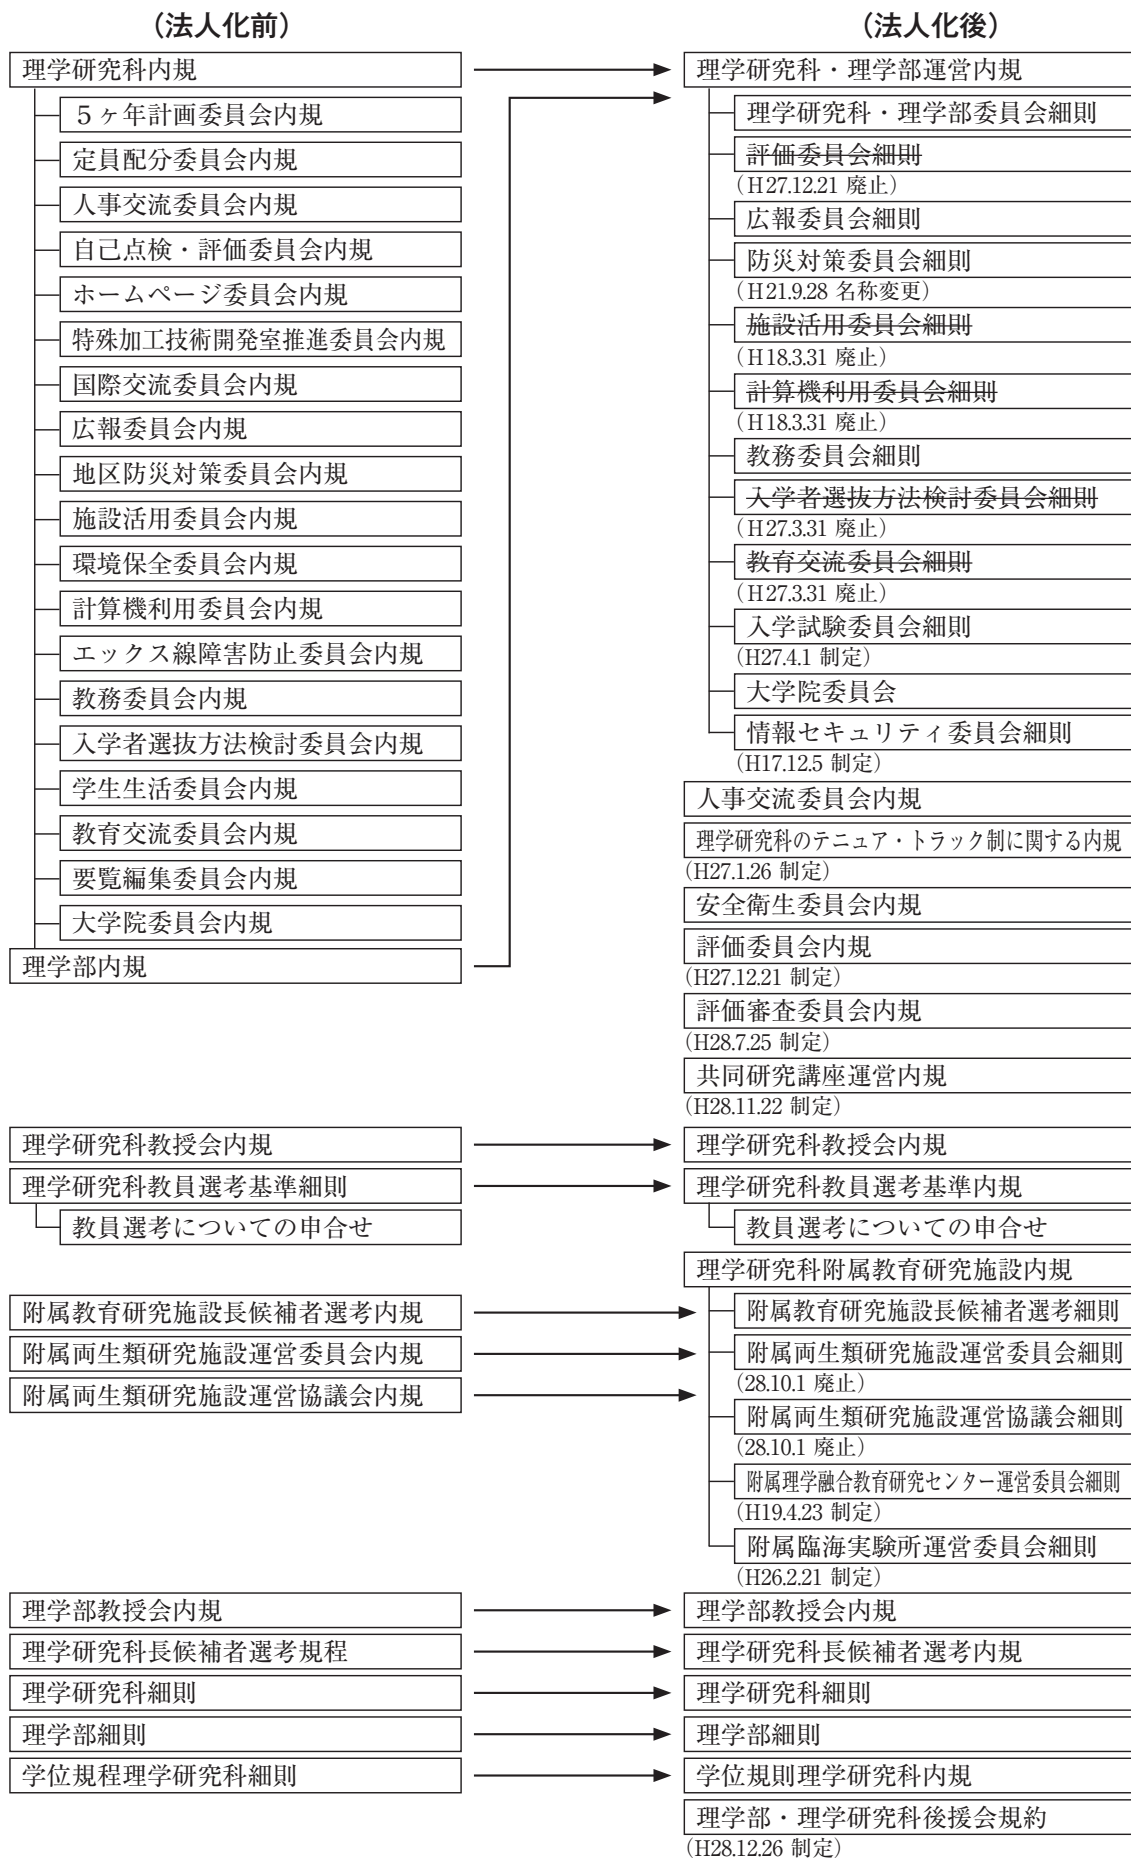 （法人化前）
理学研究科内規
５ヶ年計画委員会内規
定員配分委員会内規
人事交流委員会内規
自己点検・評価委員会内規
ホームページ委員会内規
特殊加工技術開発室推進委員会内規
国際交流委員会内規
広報委員会内規
地区防災対策委員会内規
施設活用委員会内規
環境保全委員会内規
計算機利用委員会内規
エックス線障害防止委員会内規
教務委員会内規
入学者選抜方法検討委員会内規
学生生活委員会内規
教育交流委員会内規
要覧編集委員会内規
大学院委員会内規
理学部内規
理学研究科教授会内規
理学研究科教員選考基準細則
教員選考についての申合せ
附属教育研究施設長候補者選考内規
附属両生類研究施設運営委員会内規
附属両生類研究施設運営協議会内規
理学部教授会内規
理学研究科長候補者選考規程
理学研究科細則
理学部細則
学位規程理学研究科細則
（法人化後）
理学研究科・理学部運営内規
理学研究科・理学部委員会細則
評価委員会細則
（H27.12.21 廃止）
広報委員会細則
防災対策委員会細則
（H21.9.28 名称変更）
施設活用委員会細則
（H18.3.31 廃止）
計算機利用委員会細則
（H18.3.31 廃止）
教務委員会細則
入学者選抜方法検討委員会細則
（H27.3.31 廃止）
教育交流委員会細則
（H27.3.31 廃止）
入学試験委員会細則
（H27.4.1 制定）
大学院委員会
情報セキュリティ委員会細則
（H17.12.5 制定）
人事交流委員会内規
理学研究科のテニュア・トラック制に関する内規
（H27.1.26 制定）
安全衛生委員会内規
評価委員会内規
（H27.12.21 制定）
評価審査委員会内規
（H28.7.25 制定）
共同研究講座運営内規
（H28.11.22 制定）
理学研究科教授会内規
理学研究科教員選考基準内規
教員選考についての申合せ
理学研究科附属教育研究施設内規
附属教育研究施設長候補者選考細則
附属両生類研究施設運営委員会細則
（28.10.1 廃止）
附属両生類研究施設運営協議会細則
（28.10.1 廃止）
附属理学融合教育研究センター運営委員会細則
（H19.4.23 制定）
附属臨海実験所運営委員会細則
（H26.2.21 制定）
理学部教授会内規
理学研究科長候補者選考内規
理学研究科細則
理学部細則
学位規則理学研究科内規
理学部・理学研究科後援会規約
（H28.12.26 制定）